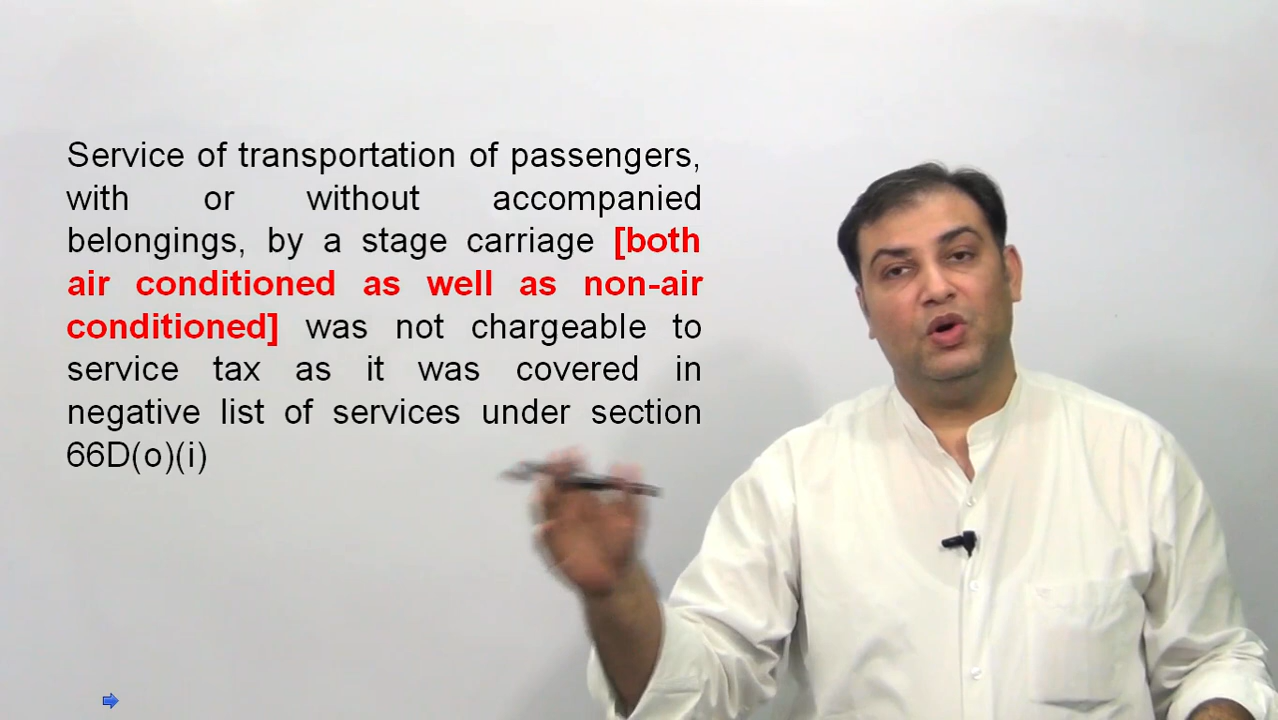 Service of transportation of passengers,
with or without accompanied
belongings, by a stage carriage [both
air conditioned as well as non-air
conditioned] was not chargeable to
service tax as it was covered in
negative list of services under section
66D(o)(i)